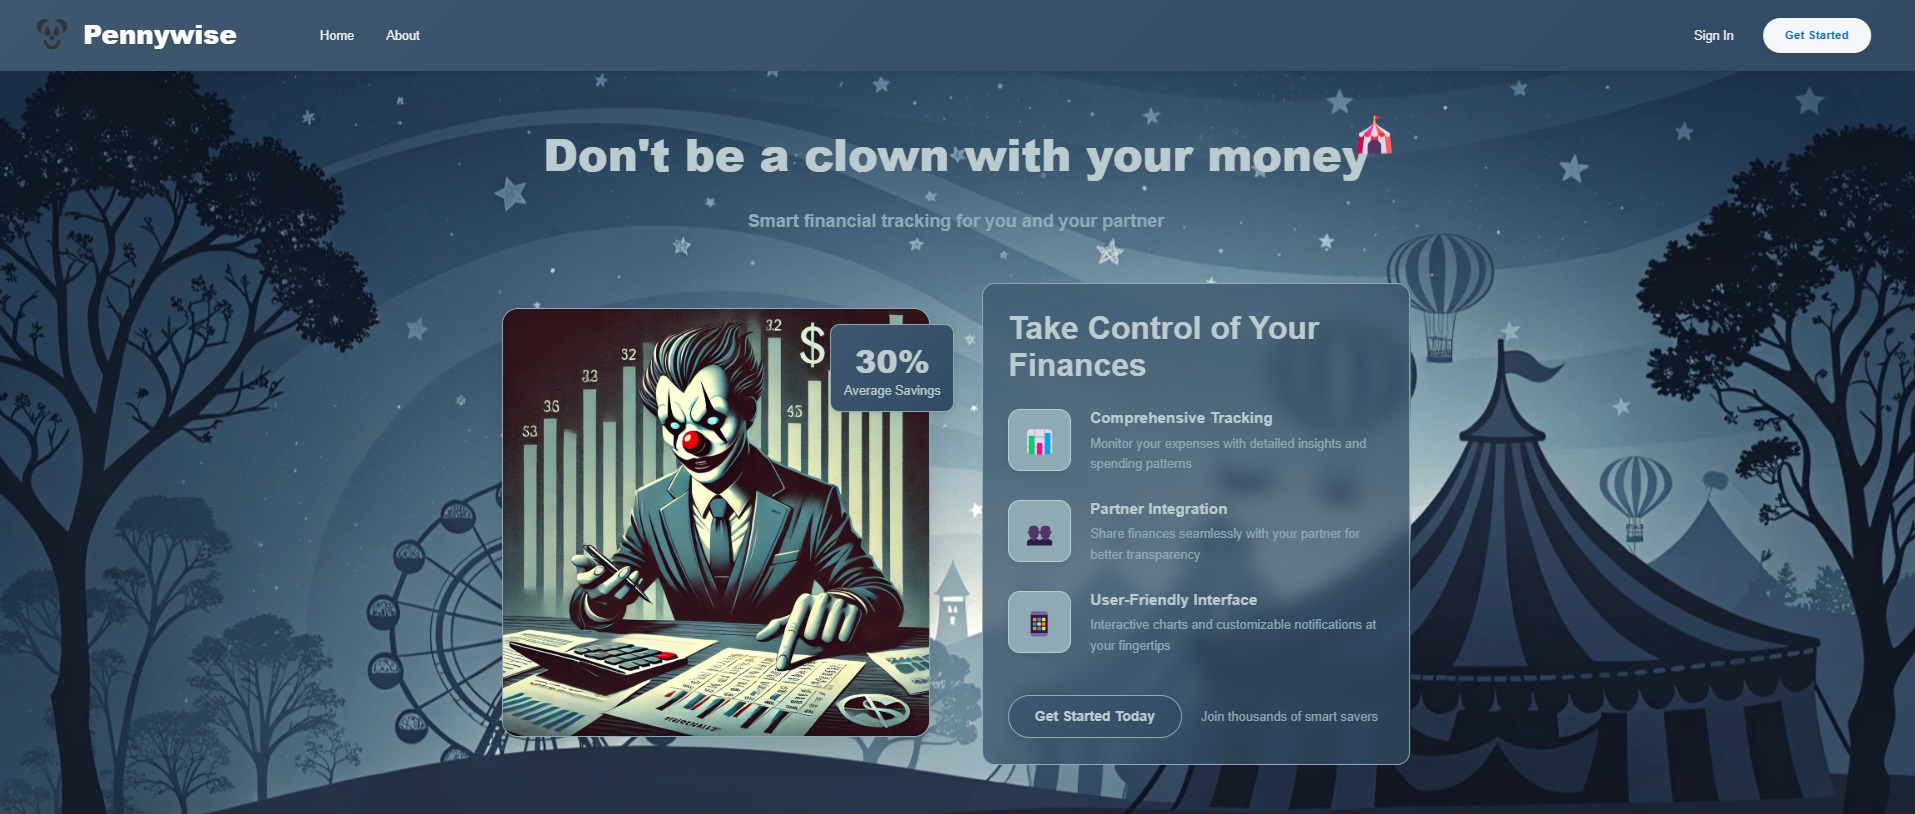 Pennywise
Home
About
Sign In
Get Started
Don't be a clown with your money
Smart financial tracking for you and your partner
53
36
32
32
$
45
30%
Average Savings
Take Control of Your
Finances
Comprehensive Tracking
Monitor your expenses with detailed insights and
spending patterns
Partner Integration
Share finances seamlessly with your partner for
better transparency
User-Friendly Interface
Interactive charts and customizable notifications at
your fingertips
Get Started Today
Join thousands of smart savers